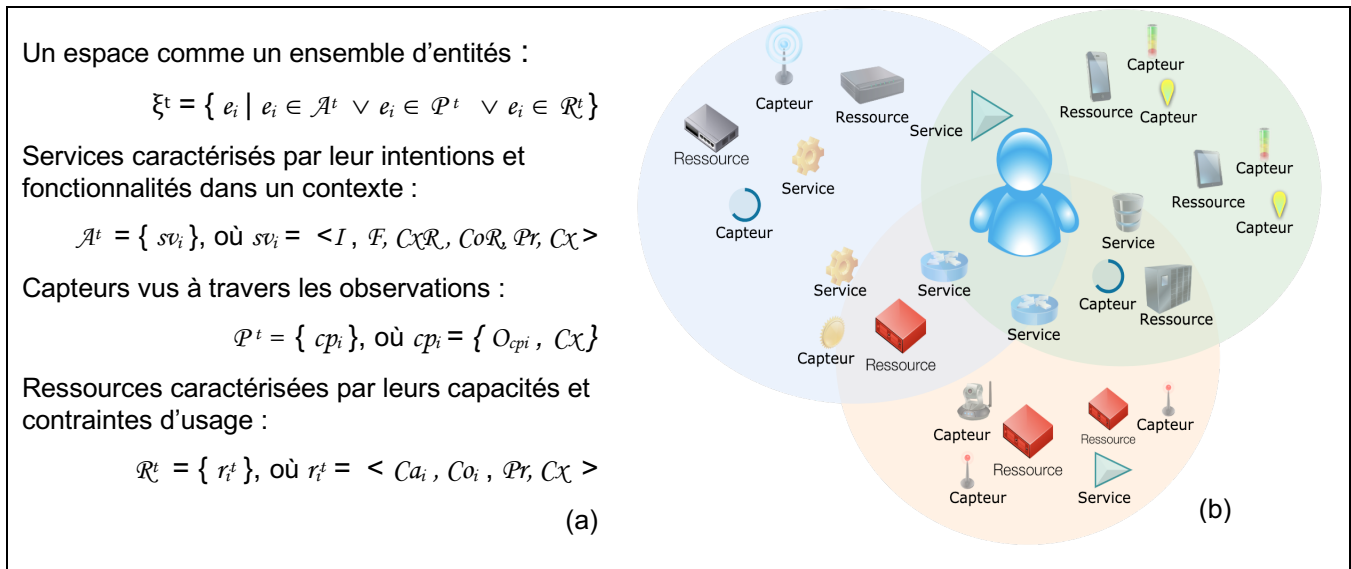 Un espace comme un ensemble d’entités :
ξᵗ = { eᵢ | eᵢ ∈ 𝒜ᵗ ∨ eᵢ ∈ 𝒫ᵗ ∨ eᵢ ∈ ℛᵗ }
Services caractérisés par leur intentions et
fonctionnalités dans un contexte :
𝒜ᵗ = { svᵢ }, où svᵢ = <I , F, CxR, CoR, Pr, Cx >
Capteurs vus à travers les observations :
𝒫ᵗ = { cpᵢ }, où cpᵢ = { O_cpi , Cx}
Ressources caractérisées par leurs capacités et
contraintes d’usage :
ℛᵗ = { rᵢᵗ }, où rᵢᵗ = < Caᵢ , Coᵢ , Pr, Cx >
(a)
Capteur
Ressource
Service
Ressource
Service
Capteur
Service
Service
Capteur
Ressource
Capteur
Ressource
Capteur
Capteur
Ressource
Capteur
Service
Capteur
Ressource
Service
Capteur
Ressource
Ressource
Capteur
Capteur
Service
(b)